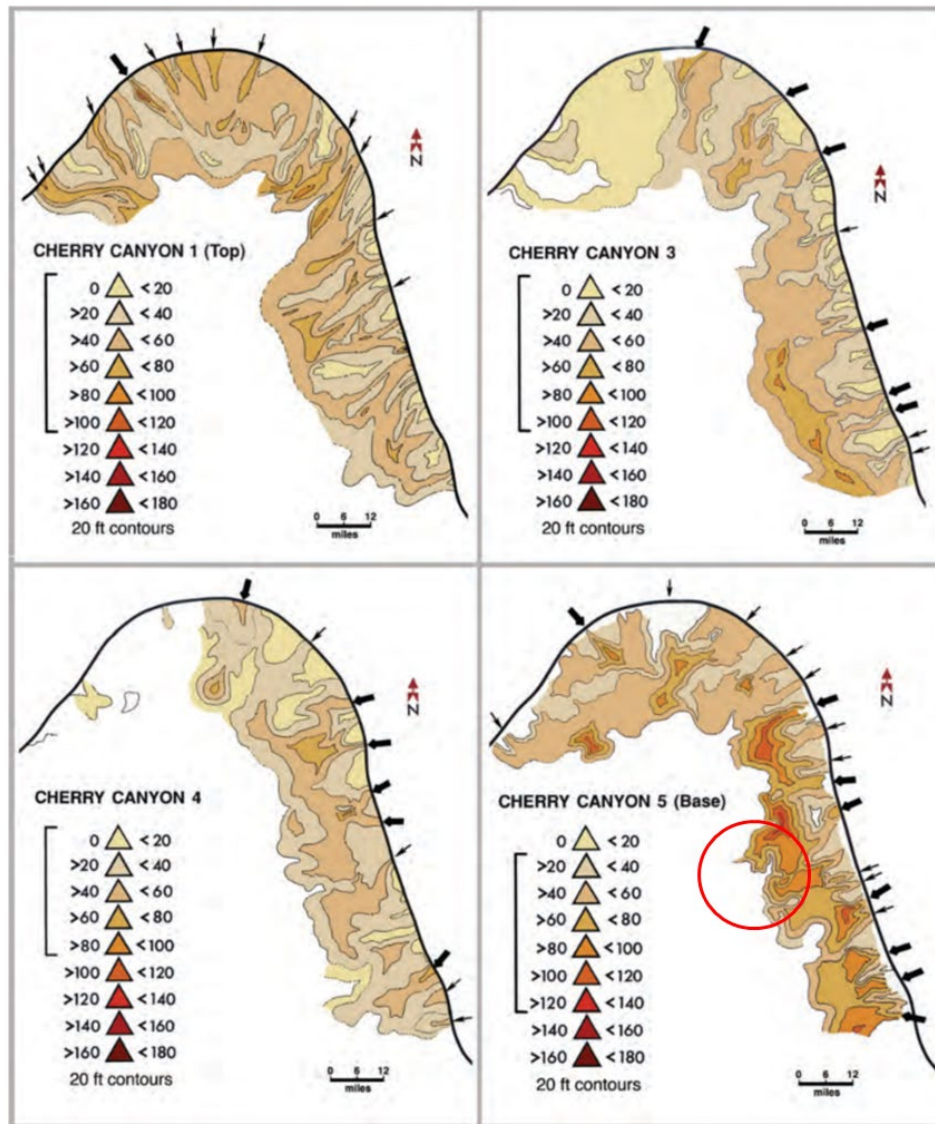 N
CHERRY CANYON 1 (Top)
0 <20
>20 <40
>40 <60
>60 <80
>80 <100
>100 <120
>120 <140
>140 <160
>160 <180
20 ft contours
0 6 12
miles
N
CHERRY CANYON 3
0 <20
>20 <40
>40 <60
>60 <80
>80 <100
>100 <120
>120 <140
>140 <160
>160 <180
20 ft contours
0 6 12
miles
N
CHERRY CANYON 4
0 <20
>20 <40
>40 <60
>60 <80
>80 <100
>100 <120
>120 <140
>140 <160
>160 <180
20 ft contours
0 6 12
miles
N
CHERRY CANYON 5 (Base)
0 <20
>20 <40
>40 <60
>60 <80
>80 <100
>100 <120
>120 <140
>140 <160
>160 <180
20 ft contours
0 6 12
miles